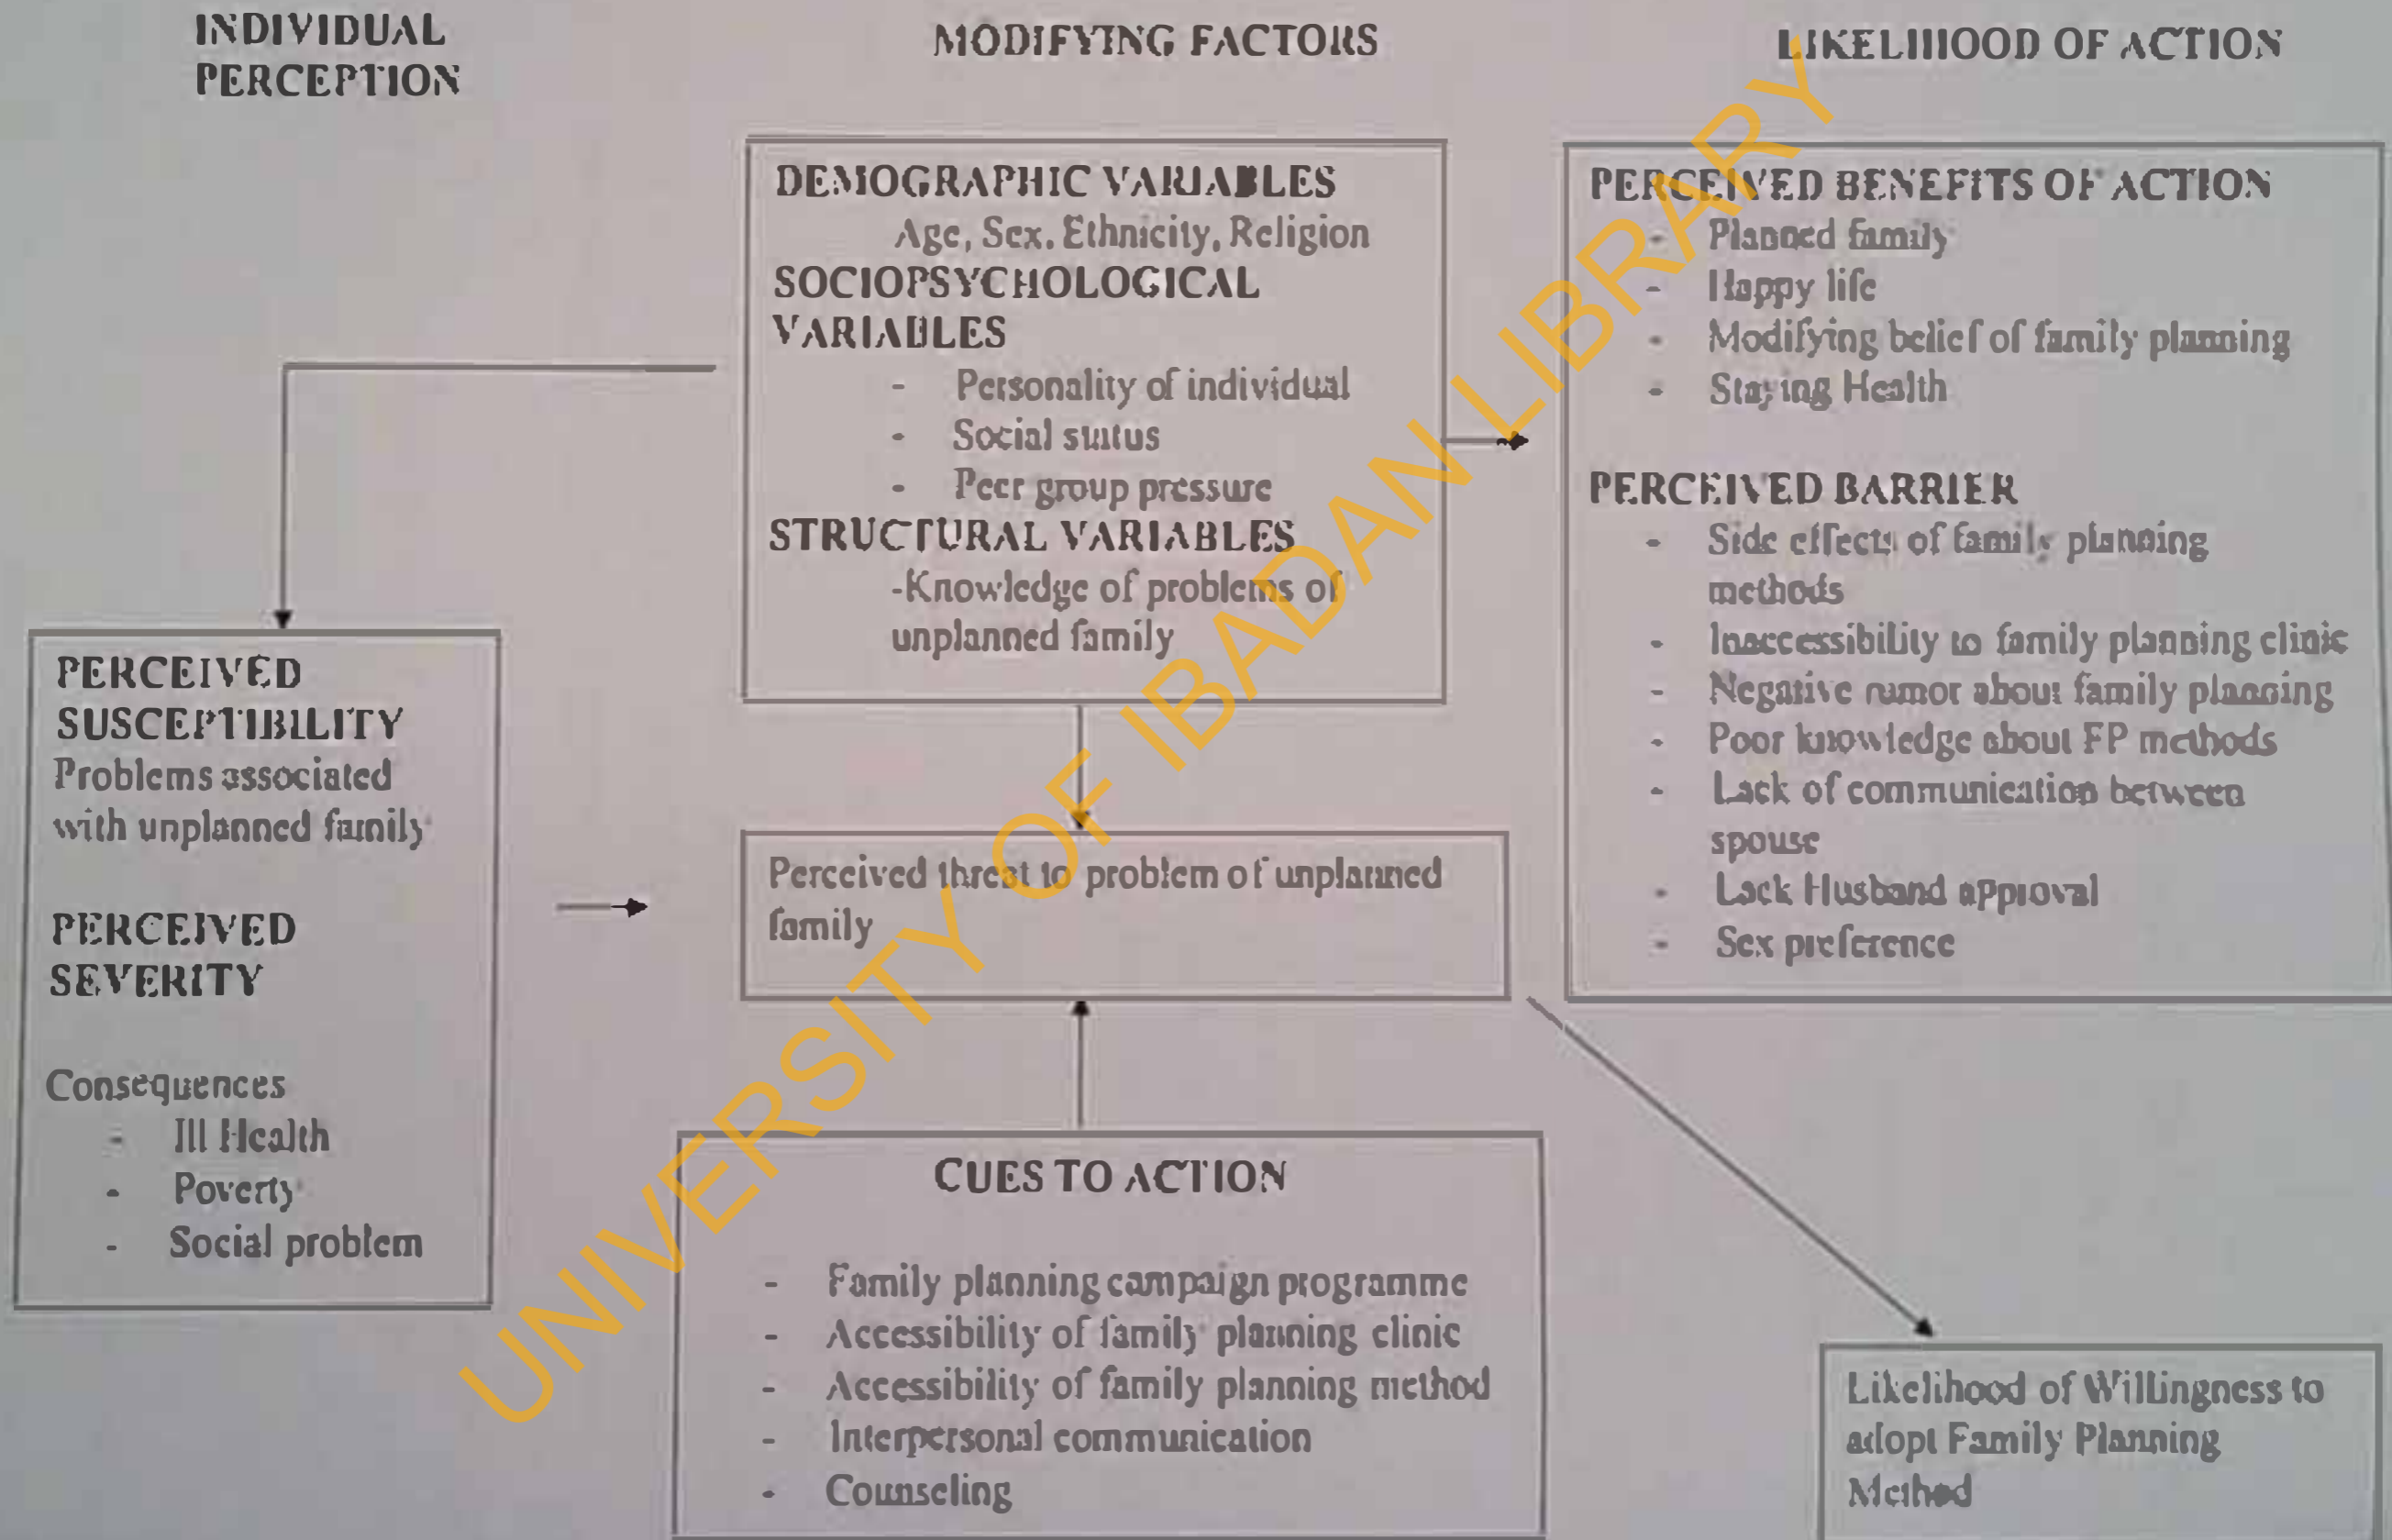 INDIVIDUAL
PERCEPTION
MODIFYING FACTORS
LIKELIHOOD OF ACTION
DEMOGRAPHIC VARIABLES
Age, Sex, Ethnicity, Religion
SOCIOPSYCHOLOGICAL
VARIABLES
- Personality of individual
- Social status
- Peer group pressure
STRUCTURAL VARIABLES
-Knowledge of problems of
unplanned family
PERCEIVED BENEFITS OF ACTION
- Planned family
- Happy life
- Modifying belief of family planning
- Staying Health
PERCEIVED BARRIER
- Side effects of family planning
methods
- Inaccessibility to family planning clinic
- Negative rumor about family planning
- Poor knowledge about FP methods
- Lack of communication between
spouse
- Lack Husband approval
- Sex preference
PERCEIVED
SUSCEPTIBILITY
Problems associated
with unplanned family
PERCEIVED
SEVERITY
Consequences
- Ill Health
- Poverty
- Social problem
Perceived threat to problem of unplanned
family
CUES TO ACTION
- Family planning campaign programme
- Accessibility of family planning clinic
- Accessibility of family planning method
- Interpersonal communication
- Counseling
Likelihood of Willingness to
adopt Family Planning
Method
UNIVERSITY OF IBADAN LIBRARY